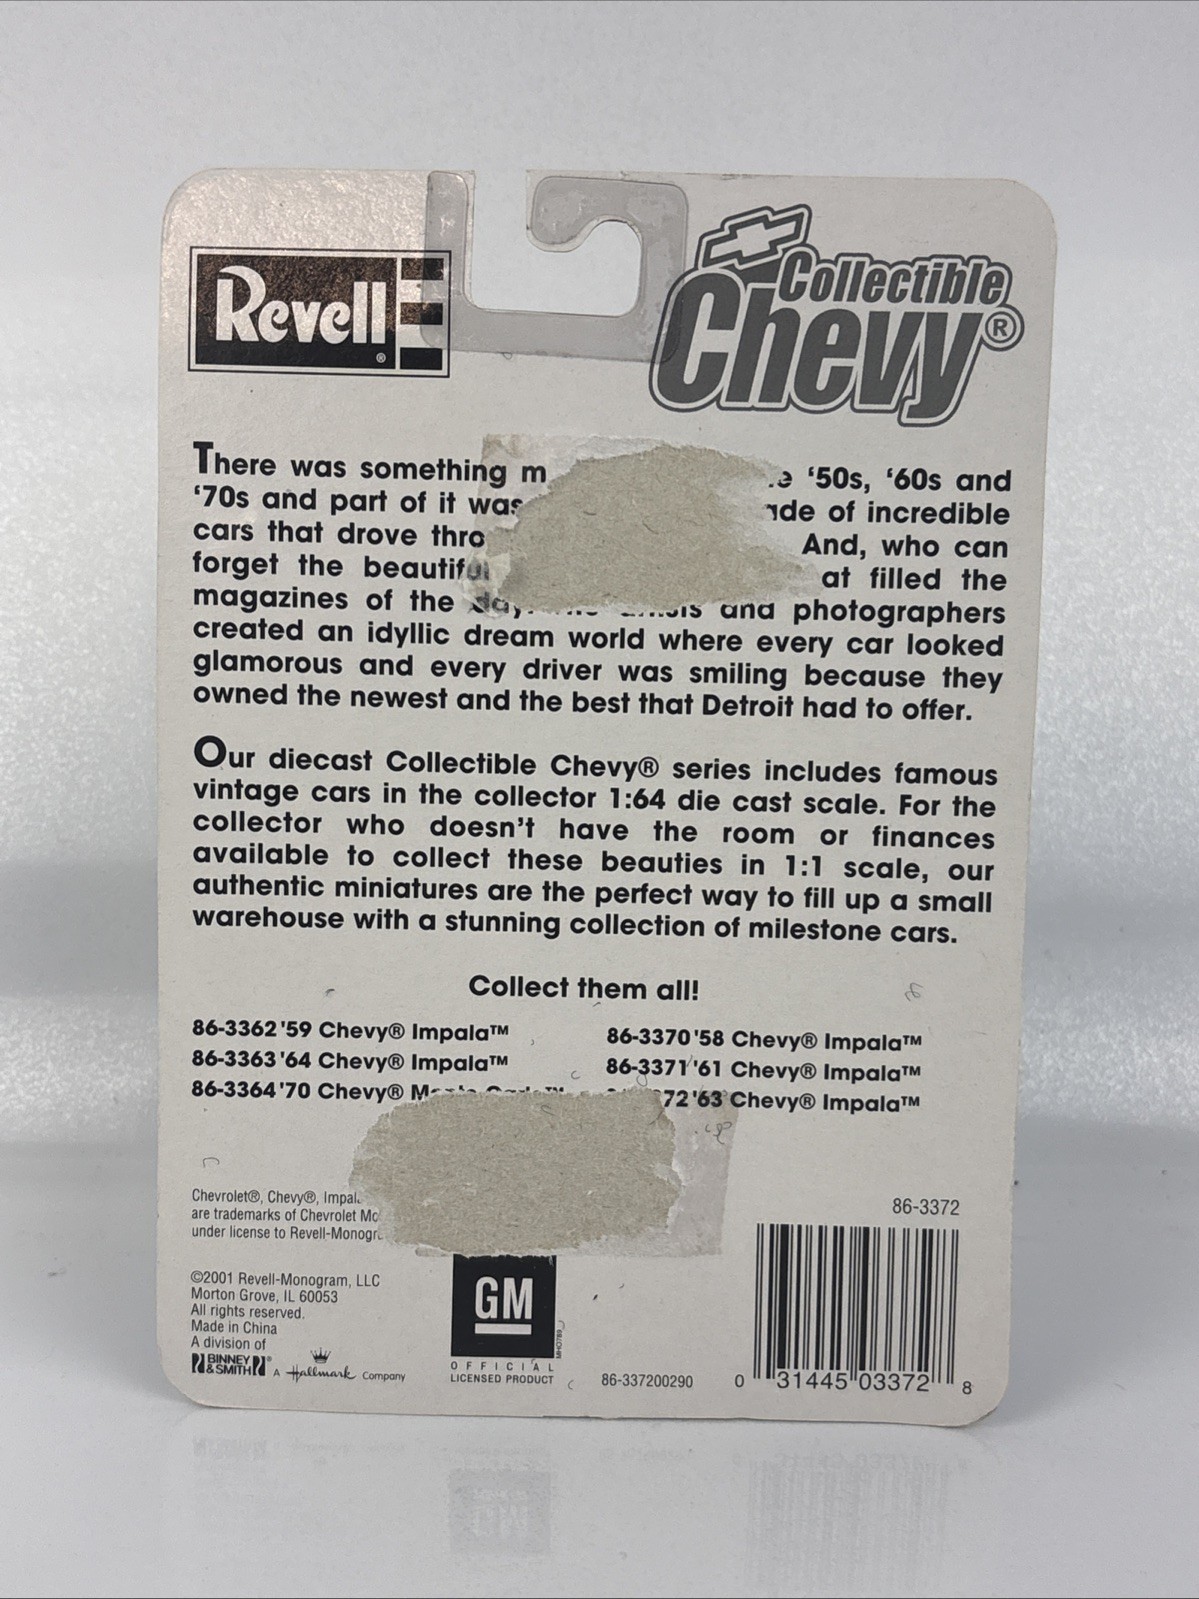 Revell®
Collectible
Chevy®
There was something '50s, '60s and
'70s and part of it was of incredible
cars that drove And, who can
forget the filled the
magazines of the and photographers
created an idyllic dream world where every car looked
glamorous and every driver was smiling because they
owned the newest and the best that Detroit had to offer.
Our diecast Collectible Chevy® series includes famous
vintage cars in the collector 1:64 die cast scale. For the
collector who doesn't have the room or finances
available to collect these beauties in 1:1 scale, our
authentic miniatures are the perfect way to fill up a small
warehouse with a stunning collection of milestone cars.
Collect them all!
86-3362 '59 Chevy® Impala™
86-3363 '64 Chevy® Impala™
86-3364 '70 Chevy®
86-3370 '58 Chevy® Impala™
86-3371 '61 Chevy® Impala™
'63 Chevy® Impala™
Chevrolet®, Chevy®,
are trademarks of Chevrolet
under license to
©2001 Revell-Monogram, LLC
Morton Grove, IL 60053
All rights reserved.
Made in China
A division of
BINNEY & SMITH® A Hallmark Company
GM
OFFICIAL
LICENSED PRODUCT
86-337200290
86-3372
0 31445 03372 8